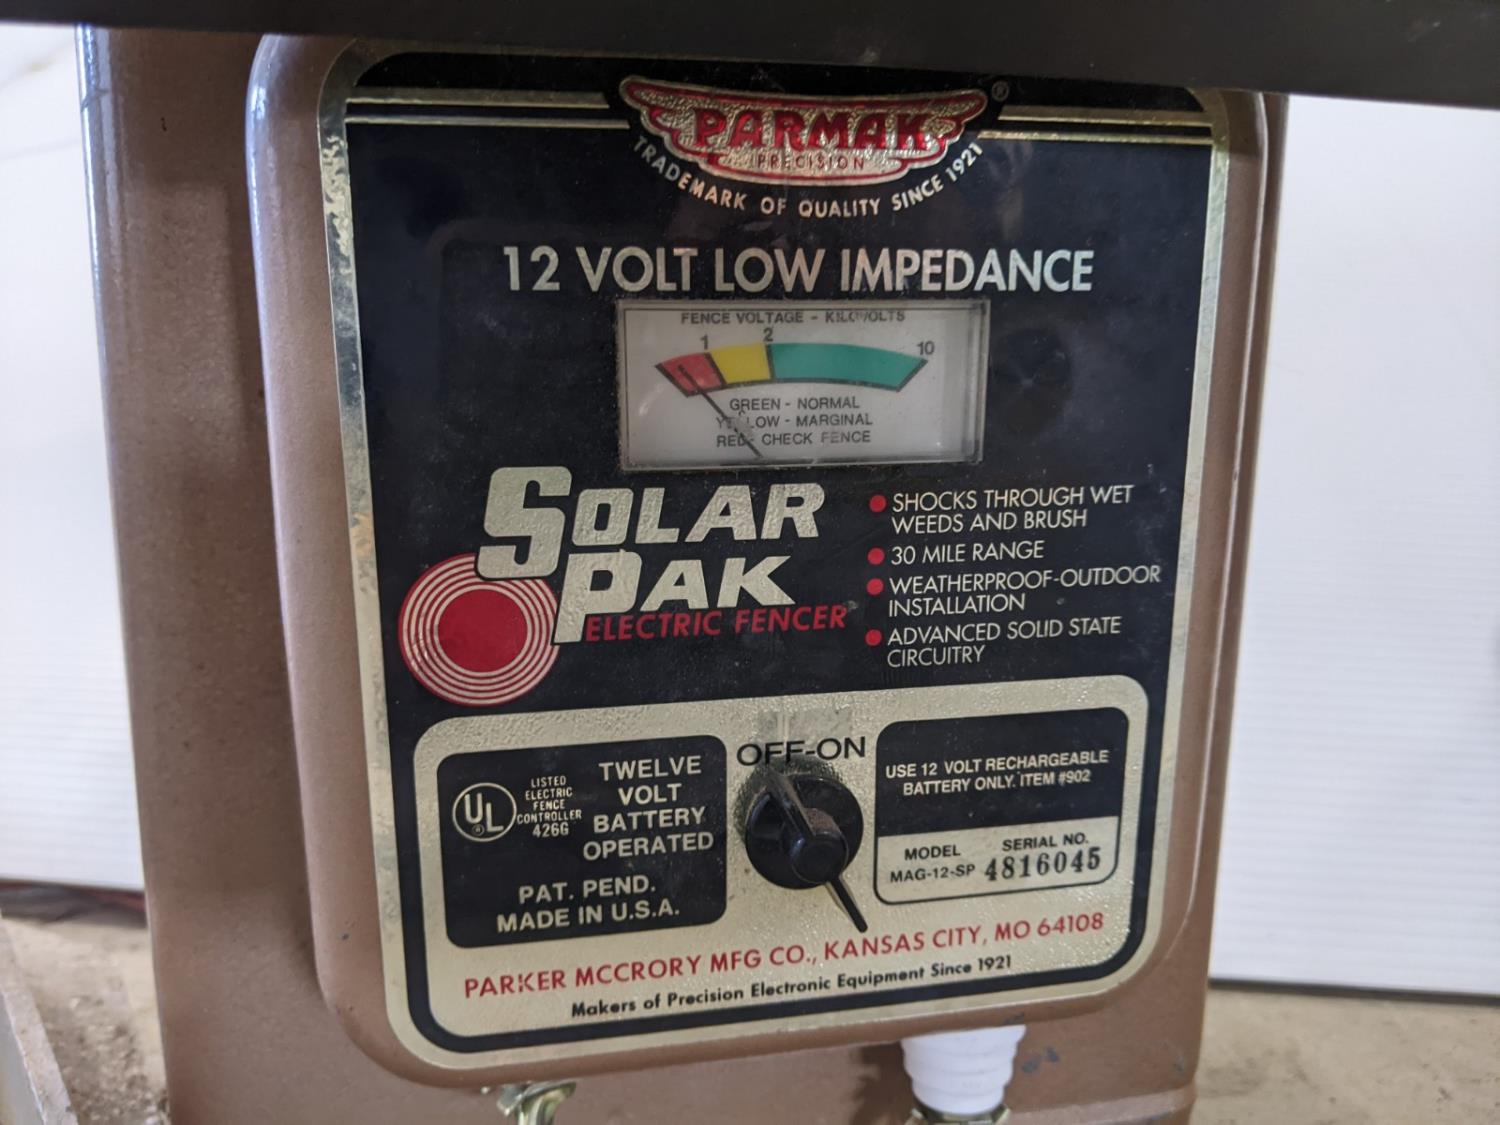 PARMAK ®
PRECISION
TRADEMARK OF QUALITY SINCE 1921
12 VOLT LOW IMPEDANCE
FENCE VOLTAGE - KILOVOLTS
1 2 10
GREEN - NORMAL
YELLOW - MARGINAL
RED - CHECK FENCE
SOLAR
PAK
ELECTRIC FENCER
SHOCKS THROUGH WET
WEEDS AND BRUSH
30 MILE RANGE
WEATHERPROOF-OUTDOOR
INSTALLATION
ADVANCED SOLID STATE
CIRCUITRY
UL ®
LISTED
ELECTRIC
FENCE
CONTROLLER
426G
TWELVE
VOLT
BATTERY
OPERATED
PAT. PEND.
MADE IN U.S.A.
OFF-ON
USE 12 VOLT RECHARGEABLE
BATTERY ONLY. ITEM #902
MODEL
MAG-12-SP
SERIAL NO.
4816045
PARKER MCCRORY MFG CO., KANSAS CITY, MO 64108
Makers of Precision Electronic Equipment Since 1921